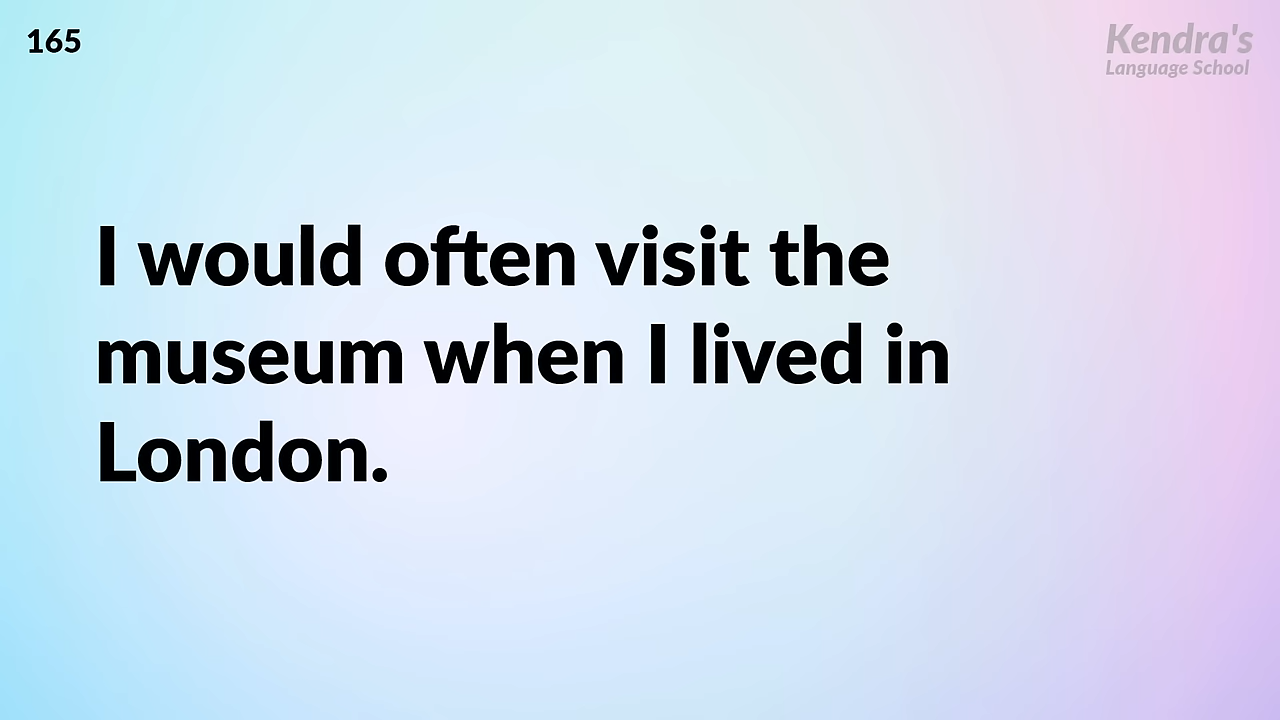 165
Kendra's
Language School
I would often visit the
museum when I lived in
London.